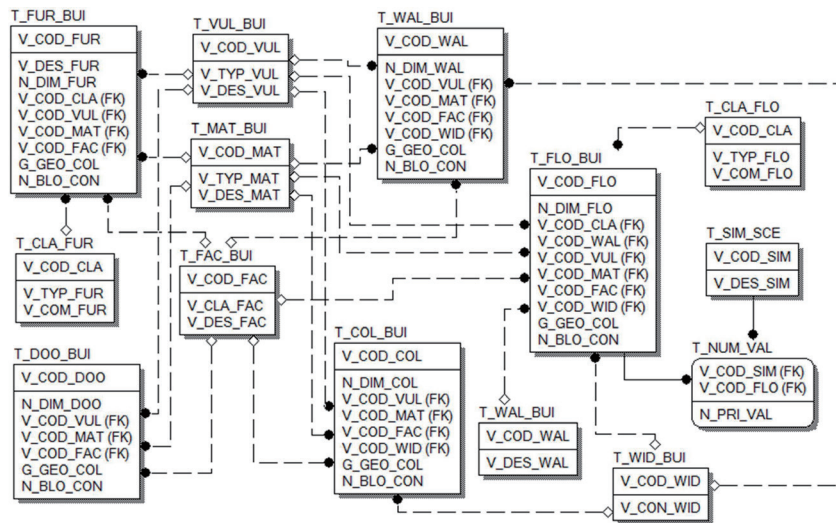 T_FUR_BUI
V_COD_FUR
V_DES_FUR
N_DIM_FUR
V_COD_CLA (FK)
V_COD_VUL (FK)
V_COD_MAT (FK)
V_COD_FAC (FK)
G_GEO_COL
N_BLO_CON
T_VUL_BUI
V_COD_VUL
V_TYP_VUL
V_DES_VUL
T_WAL_BUI
V_COD_WAL
N_DIM_WAL
V_COD_VUL (FK)
V_COD_MAT (FK)
V_COD_FAC (FK)
V_COD_WID (FK)
G_GEO_COL
N_BLO_CON
T_MAT_BUI
V_COD_MAT
V_TYP_MAT
V_DES_MAT
T_CLA_FLO
V_COD_CLA
V_TYP_FLO
V_COM_FLO
T_FLO_BUI
V_COD_FLO
N_DIM_FLO
V_COD_CLA (FK)
V_COD_WAL (FK)
V_COD_VUL (FK)
V_COD_MAT (FK)
V_COD_FAC (FK)
V_COD_WID (FK)
G_GEO_COL
N_BLO_CON
T_CLA_FUR
V_COD_CLA
V_TYP_FUR
V_COM_FUR
T_FAC_BUI
V_COD_FAC
V_CLA_FAC
V_DES_FAC
T_SIM_SCE
V_COD_SIM
V_DES_SIM
T_DOO_BUI
V_COD_DOO
N_DIM_DOO
V_COD_VUL (FK)
V_COD_MAT (FK)
V_COD_FAC (FK)
G_GEO_COL
N_BLO_CON
T_COL_BUI
V_COD_COL
N_DIM_COL
V_COD_VUL (FK)
V_COD_MAT (FK)
V_COD_FAC (FK)
V_COD_WID (FK)
G_GEO_COL
N_BLO_CON
T_NUM_VAL
V_COD_SIM (FK)
V_COD_FLO (FK)
N_PRI_VAL
T_WAL_BUI
V_COD_WAL
V_DES_WAL
T_WID_BUI
V_COD_WID
V_CON_WID